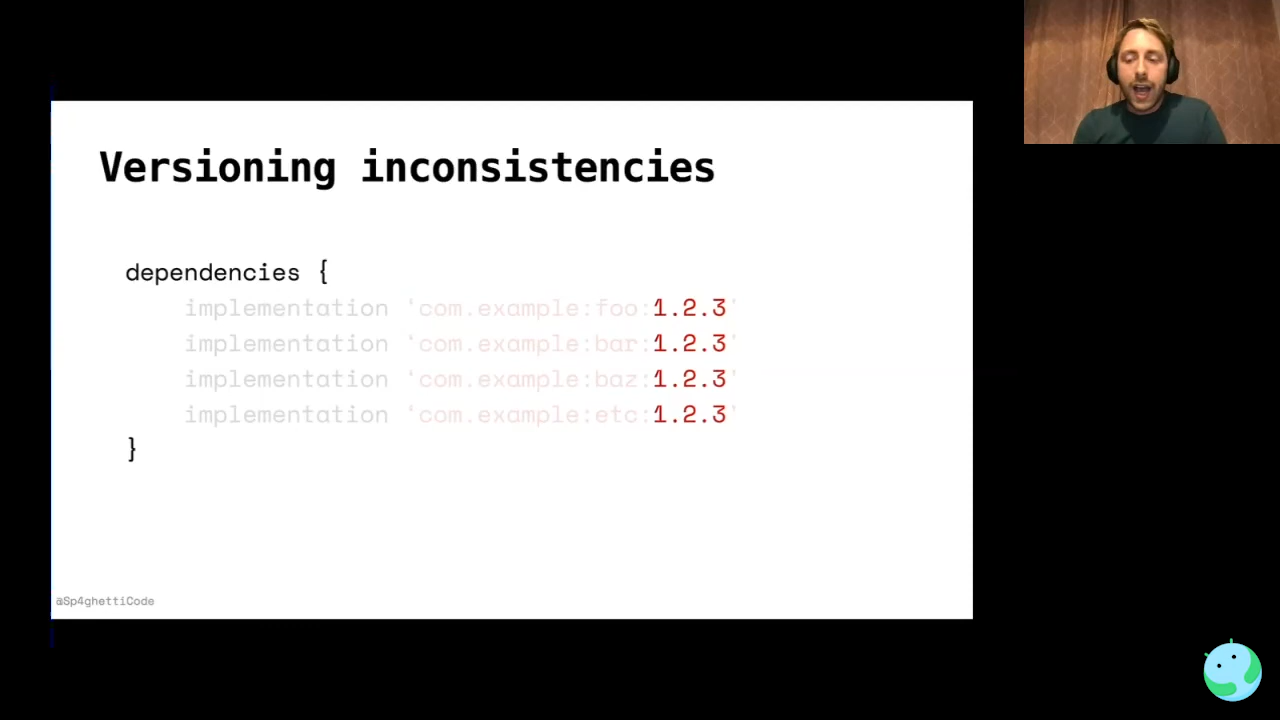 Versioning inconsistencies
dependencies {
implementation ‘com.example:foo:1.2.3’
implementation ‘com.example:bar:1.2.3’
implementation ‘com.example:baz:1.2.3’
implementation ‘com.example:etc:1.2.3’
}
@Sp4ghettiCode